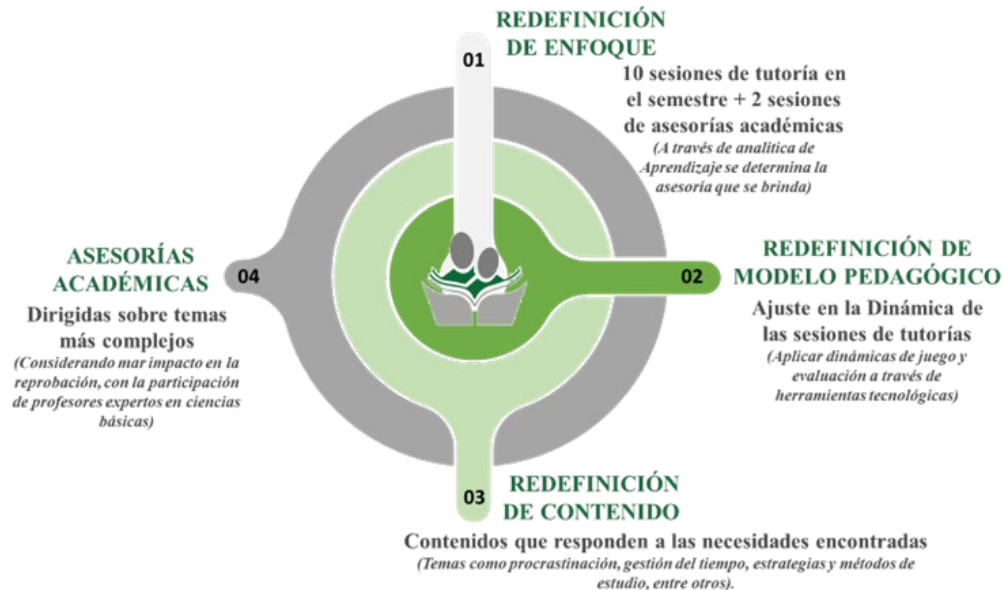 01
REDEFINICIÓN
DE ENFOQUE
10 sesiones de tutoría en
el semestre + 2 sesiones
de asesorías académicas
(A través de analítica de
Aprendizaje se determina la
asesoría que se brinda)
02
REDEFINICIÓN DE
MODELO PEDAGÓGICO
Ajuste en la Dinámica de
las sesiones de tutorías
(Aplicar dinámicas de juego y
evaluación a través de
herramientas tecnológicas)
03
REDEFINICIÓN
DE CONTENIDO
Contenidos que responden a las necesidades encontradas
(Temas como procrastinación, gestión del tiempo, estrategias y métodos de
estudio, entre otros).
04
ASESORÍAS
ACADÉMICAS
Dirigidas sobre temas
más complejos
(Considerando mar impacto en la
reprobación, con la participación
de profesores expertos en ciencias
básicas)